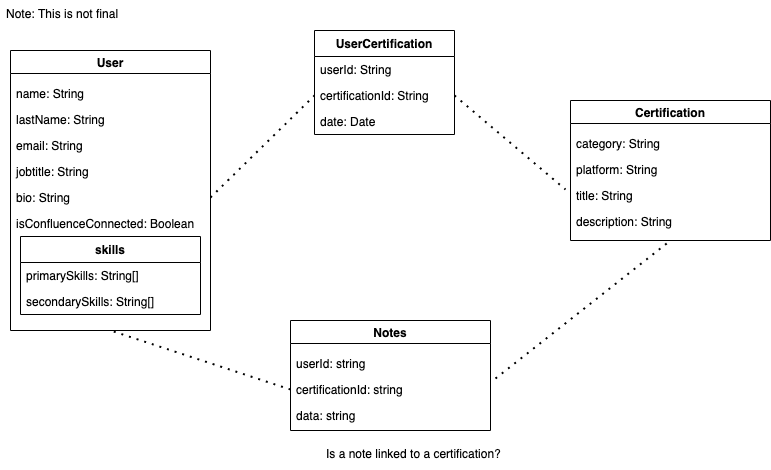 Note: This is not final
User
name: String
lastName: String
email: String
jobtitle: String
bio: String
isConfluenceConnected: Boolean
skills
primarySkills: String[]
secondarySkills: String[]
UserCertification
userId: String
certificationId: String
date: Date
Certification
category: String
platform: String
title: String
description: String
Notes
userId: string
certificationId: string
data: string
Is a note linked to a certification?